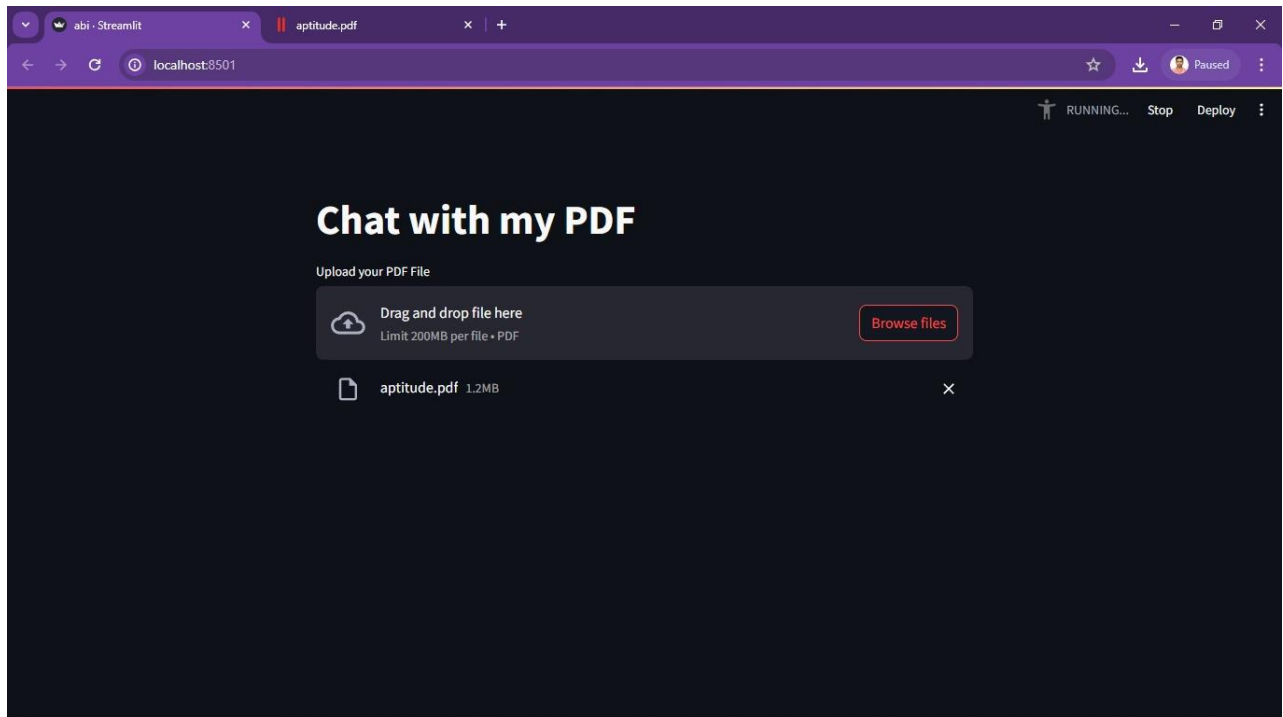 abi · Streamlit
aptitude.pdf
localhost:8501
Paused
RUNNING...
Stop
Deploy
Chat with my PDF
Upload your PDF File
Drag and drop file here
Limit 200MB per file • PDF
Browse files
aptitude.pdf 1.2MB